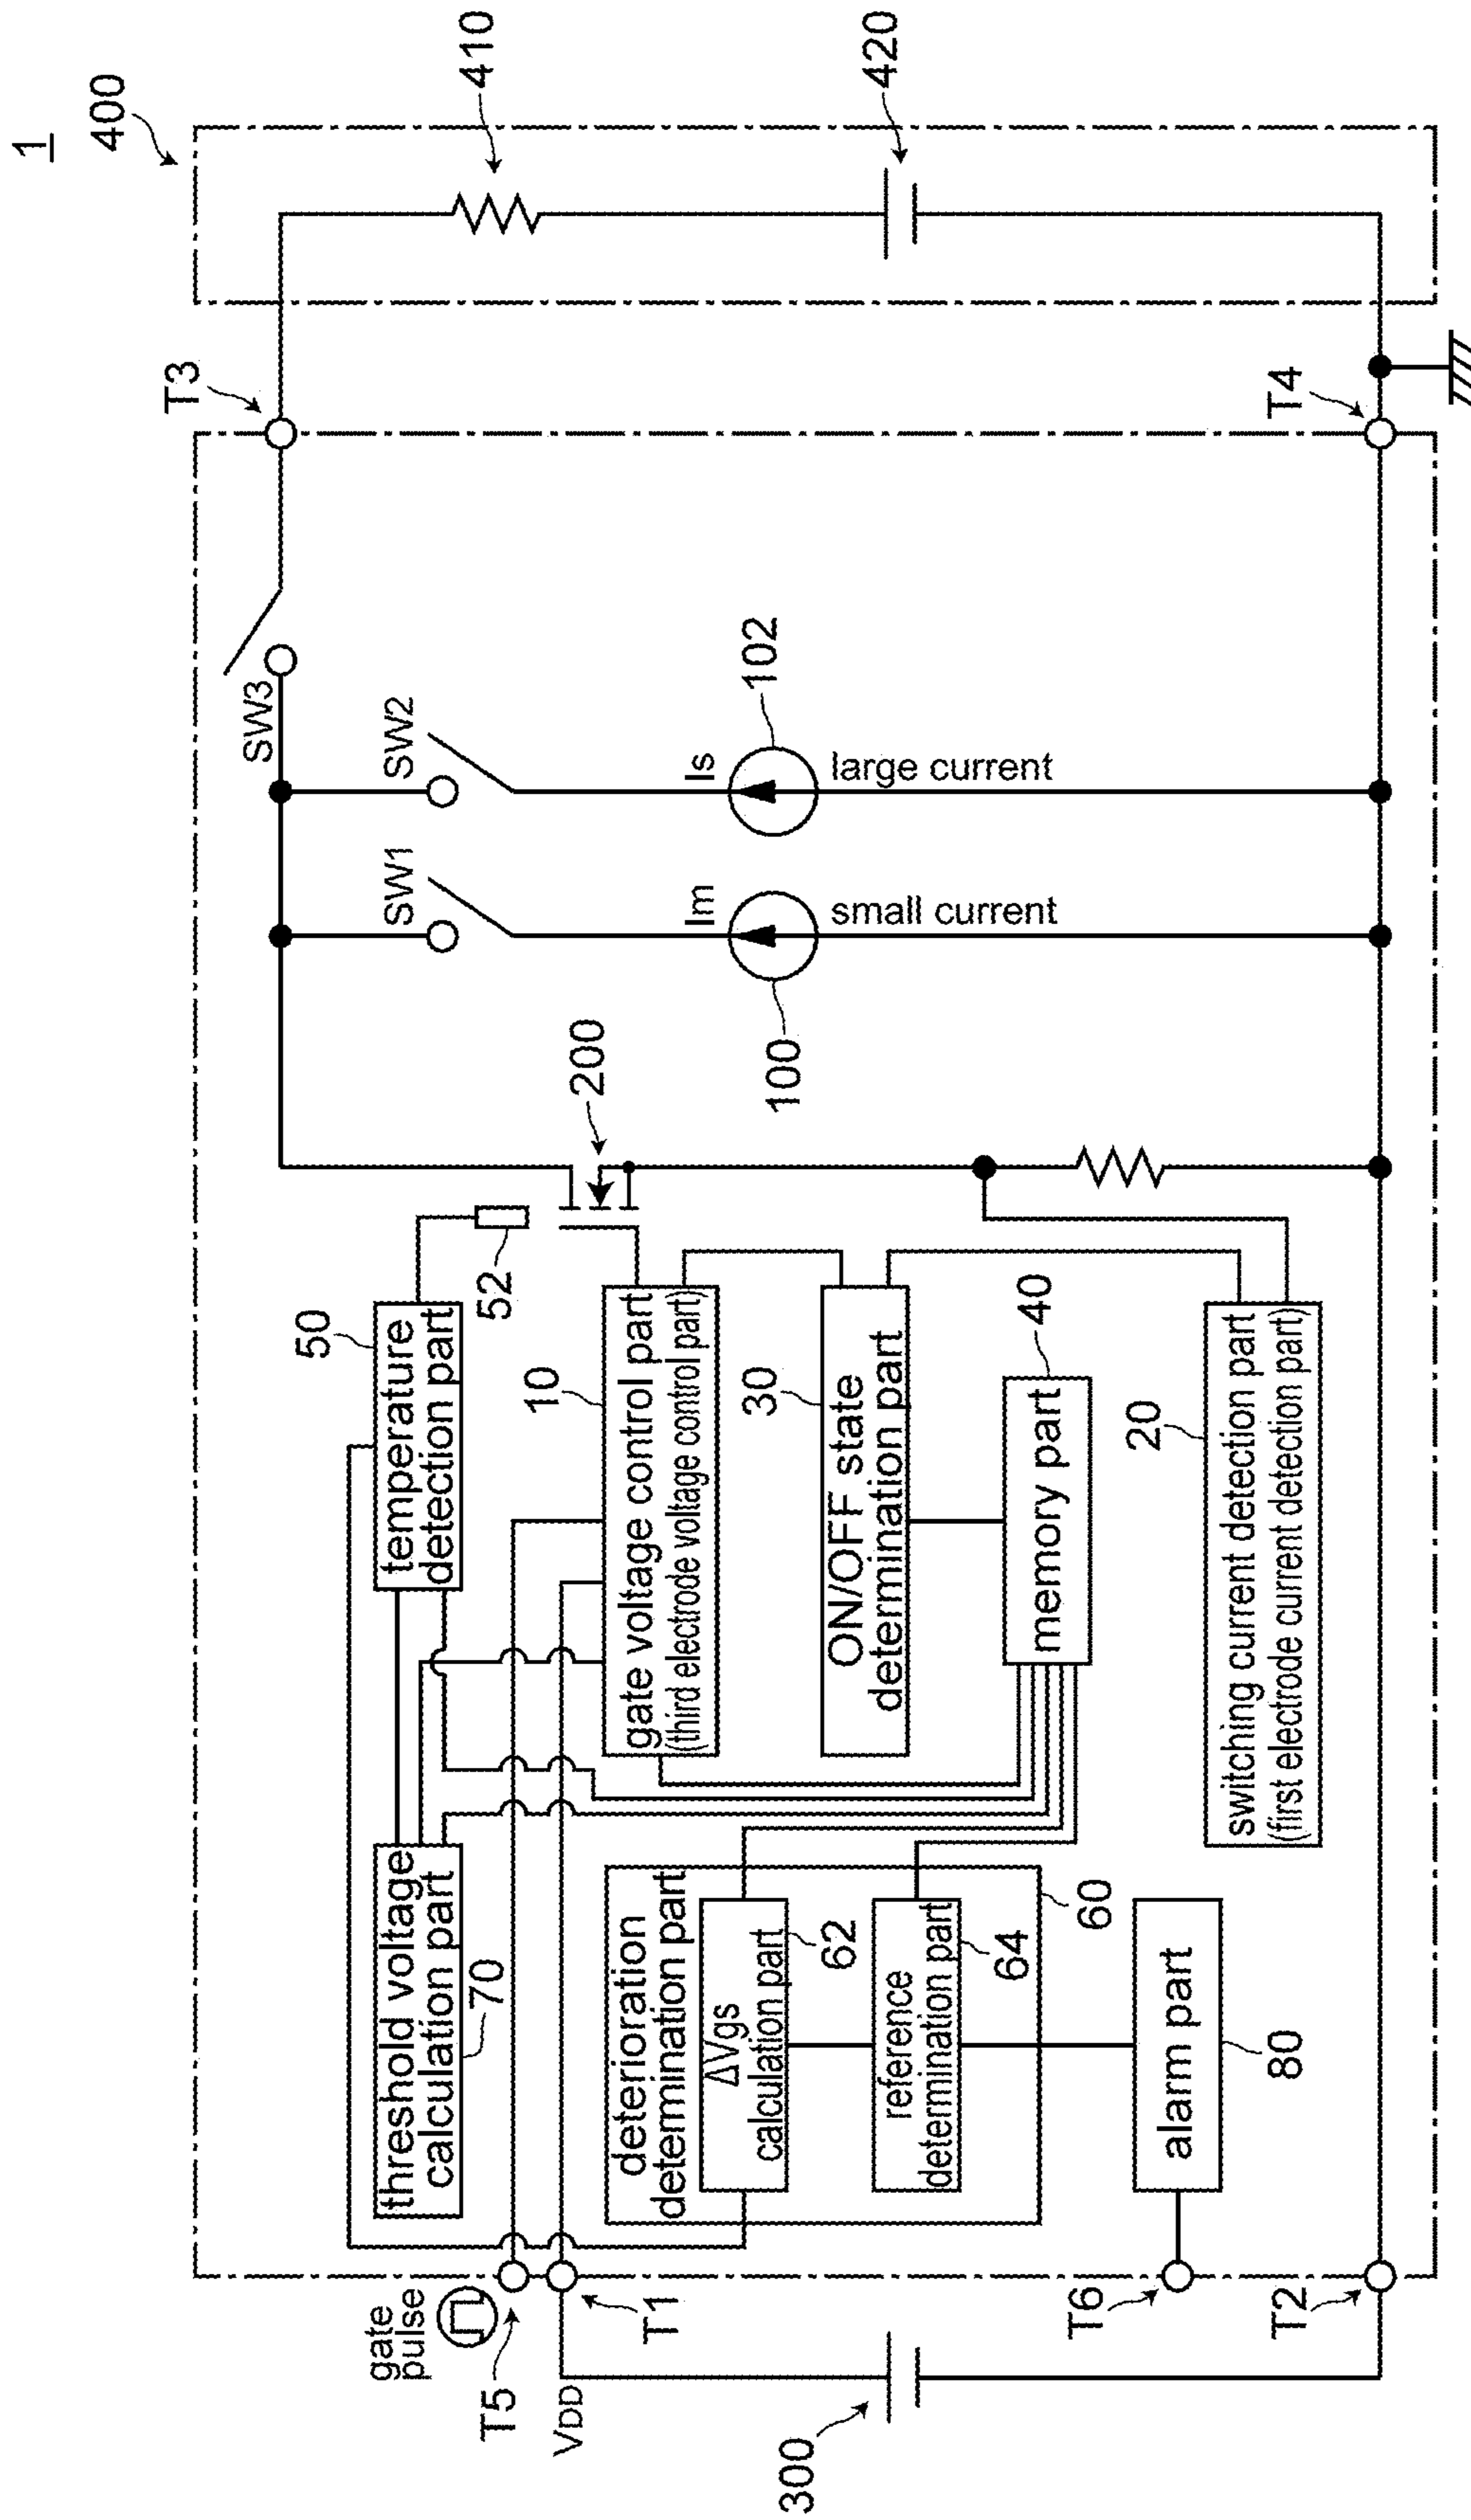 1
400
410
420
T3
T4
SW3
SW2
SW1
Is
102
large current
Im
100
small current
200
52
50
temperature
detection part
10
gate voltage control part
(third electrode voltage control part)
30
ON/OFF state
determination part
40
memory part
20
switching current detection part
(first electrode current detection part)
threshold voltage
calculation part
70
deterioration
determination part
ΔVgs
calculation part
62
reference
determination part
64
60
alarm part
80
gate
pulse
T5
T1
VDD
300
T6
T2